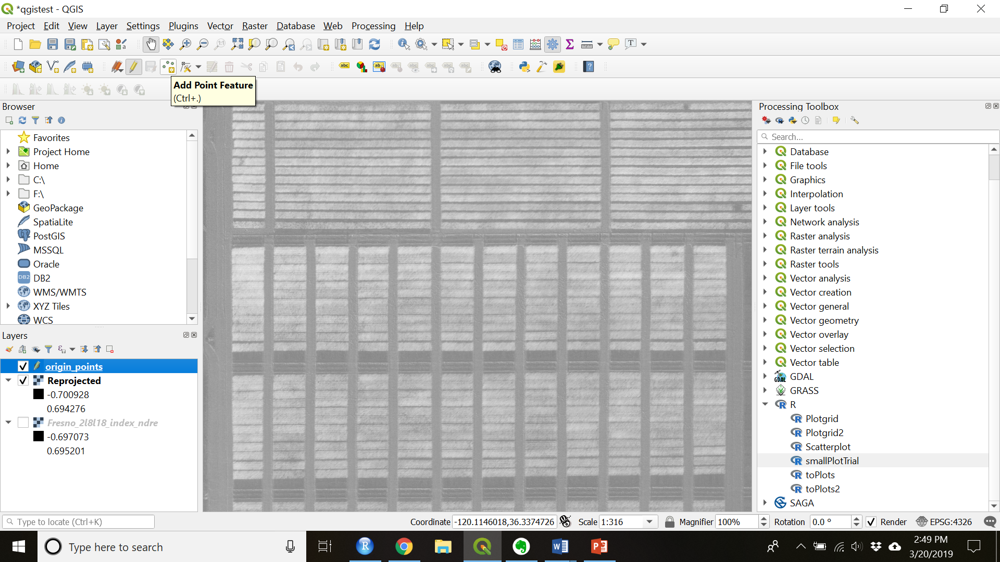 *qgistest - QGIS
Project Edit View Layer Settings Plugins Vector Raster Database Web Processing Help
Add Point Feature
(Ctrl+.)
Browser
Favorites
Project Home
Home
C:\
F:\
GeoPackage
SpatiaLite
PostGIS
MSSQL
Oracle
DB2
WMS/WMTS
XYZ Tiles
WCS
Layers
origin_points
Reprojected
-0.700928
0.694276
Fresno_2l8l18_index_ndre
-0.697073
0.695201
Processing Toolbox
Search...
Database
File tools
Graphics
Interpolation
Layer tools
Network analysis
Raster analysis
Raster terrain analysis
Raster tools
Vector analysis
Vector creation
Vector general
Vector geometry
Vector overlay
Vector selection
Vector table
GDAL
GRASS
R
Plotgrid
Plotgrid2
Scatterplot
smallPlotTrial
toPlots
toPlots2
SAGA
Type to locate (Ctrl+K)
Coordinate -120.1146018,36.3374726 Scale 1:316 Magnifier 100% Rotation 0.0 ° Render EPSG:4326
Type here to search
2:49 PM
3/20/2019